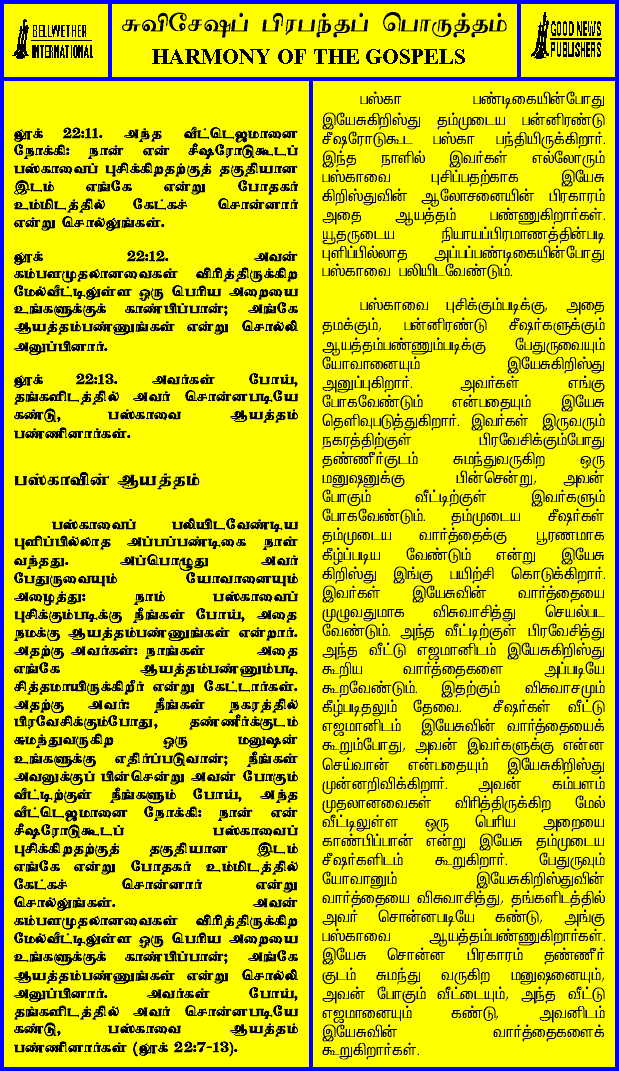 BELLWETHER
INTERNATIONAL
சுவிசேஷப் பிரபந்தப் பொருத்தம்
HARMONY OF THE GOSPELS
GOOD NEWS
PUBLISHERS
லூக் 22:11. அந்த வீட்டெஜமானை
நோக்கி: நான் என் சீஷரோடுகூடப்
பஸ்காவைப் புசிக்கிறதற்குத் தகுதியான
இடம் எங்கே என்று போதகர்
உம்மிடத்தில் கேட்கச் சொன்னார்
என்று சொல்லுங்கள்.
லூக் 22:12. அவன்
கம்பளமுதலானவைகள் விரித்திருக்கிற
மேல்வீட்டிலுள்ள ஒரு பெரிய அறையை
உங்களுக்குக் காண்பிப்பான்; அங்கே
ஆயத்தம்பண்ணுங்கள் என்று சொல்லி
அனுப்பினார்.
லூக் 22:13. அவர்கள் போய்,
தங்களிடத்தில் அவர் சொன்னபடியே
கண்டு, பஸ்காவை ஆயத்தம்
பண்ணினார்கள்.
பஸ்காவின் ஆயத்தம்
பஸ்காவைப் பலியிடவேண்டிய
புளிப்பில்லாத அப்பப்பண்டிகை நாள்
வந்தது. அப்பொழுது அவர்
பேதுருவையும் யோவானையும்
அழைத்து: நாம் பஸ்காவைப்
புசிக்கும்படிக்கு நீங்கள் போய், அதை
நமக்கு ஆயத்தம்பண்ணுங்கள் என்றார்.
அதற்கு அவர்கள்: நாங்கள் அதை
எங்கே ஆயத்தம்பண்ணும்படி
சித்தமாயிருக்கிறீர் என்று கேட்டார்கள்.
அதற்கு அவர்: நீங்கள் நகரத்தில்
பிரவேசிக்கும்போது, தண்ணீர்க்குடம்
சுமந்துவருகிற ஒரு மனுஷன்
உங்களுக்கு எதிர்ப்படுவான்; நீங்கள்
அவனுக்குப் பின்சென்று அவன் போகும்
வீட்டிற்குள் நீங்களும் போய், அந்த
வீட்டெஜமானை நோக்கி: நான் என்
சீஷரோடுகூடப் பஸ்காவைப்
புசிக்கிறதற்குத் தகுதியான இடம்
எங்கே என்று போதகர் உம்மிடத்தில்
கேட்கச் சொன்னார் என்று
சொல்லுங்கள். அவன்
கம்பளமுதலானவைகள் விரித்திருக்கிற
மேல்வீட்டிலுள்ள ஒரு பெரிய அறையை
உங்களுக்குக் காண்பிப்பான்; அங்கே
ஆயத்தம்பண்ணுங்கள் என்று சொல்லி
அனுப்பினார். அவர்கள் போய்,
தங்களிடத்தில் அவர் சொன்னபடியே
கண்டு, பஸ்காவை ஆயத்தம்
பண்ணினார்கள் (லூக் 22:7-13).
பஸ்கா பண்டிகையின்போது
இயேசுகிறிஸ்து தம்முடைய பன்னிரண்டு
சீஷரோடுகூட பஸ்கா பந்தியிருக்கிறார்.
இந்த நாளில் இவர்கள் எல்லோரும்
பஸ்காவை புசிப்பதற்காக இயேசு
கிறிஸ்துவின் ஆலோசனையின் பிரகாரம்
அதை ஆயத்தம் பண்ணுகிறார்கள்.
யூதருடைய நியாயப்பிரமாணத்தின்படி
புளிப்பில்லாத அப்பப்பண்டிகையின்போது
பஸ்காவை பலியிடவேண்டும்.
பஸ்காவை புசிக்கும்படிக்கு, அதை
தமக்கும், பன்னிரண்டு சீஷர்களுக்கும்
ஆயத்தம்பண்ணும்படிக்கு பேதுருவையும்
யோவானையும் இயேசுகிறிஸ்து
அனுப்புகிறார். அவர்கள் எங்கு
போகவேண்டும் என்பதையும் இயேசு
தெளிவுபடுத்துகிறார். இவர்கள் இருவரும்
நகரத்திற்குள் பிரவேசிக்கும்போது
தண்ணீர்குடம் சுமந்துவருகிற ஒரு
மனுஷனுக்கு பின்சென்று, அவன்
போகும் வீட்டிற்குள் இவர்களும்
போகவேண்டும். தம்முடைய சீஷர்கள்
தம்முடைய வார்த்தைக்கு பூரணமாக
கீழ்ப்படிய வேண்டும் என்று இயேசு
கிறிஸ்து இங்கு பயிற்சி கொடுக்கிறார்.
இவர்கள் இயேசுவின் வார்த்தையை
முழுவதுமாக விசுவாசித்து செயல்பட
வேண்டும். அந்த வீட்டிற்குள் பிரவேசித்து
அந்த வீட்டு எஜமானிடம் இயேசுகிறிஸ்து
கூறிய வார்த்தைகளை அப்படியே
கூறவேண்டும். இதற்கும் விசுவாசமும்
கீழ்படிதலும் தேவை. சீஷர்கள் வீட்டு
எஜமானிடம் இயேசுவின் வார்த்தையைக்
கூறும்போது, அவன் இவர்களுக்கு என்ன
செய்வான் என்பதையும் இயேசுகிறிஸ்து
முன்னறிவிக்கிறார். அவன் கம்பளம்
முதலானவைகள் விரித்திருக்கிற மேல்
வீட்டிலுள்ள ஒரு பெரிய அறையை
காண்பிப்பான் என்று இயேசு தம்முடைய
சீஷர்களிடம் கூறுகிறார். பேதுருவும்
யோவானும் இயேசுகிறிஸ்துவின்
வார்த்தையை விசுவாசித்து, தங்களிடத்தில்
அவர் சொன்னபடியே கண்டு, அங்கு
பஸ்காவை ஆயத்தம்பண்ணுகிறார்கள்.
இயேசு சொன்ன பிரகாரம் தண்ணீர்
குடம் சுமந்து வருகிற மனுஷனையும்,
அவன் போகும் வீட்டையும், அந்த வீட்டு
எஜமானையும் கண்டு, அவனிடம்
இயேசுவின் வார்த்தைகளைக்
கூறுகிறார்கள்.